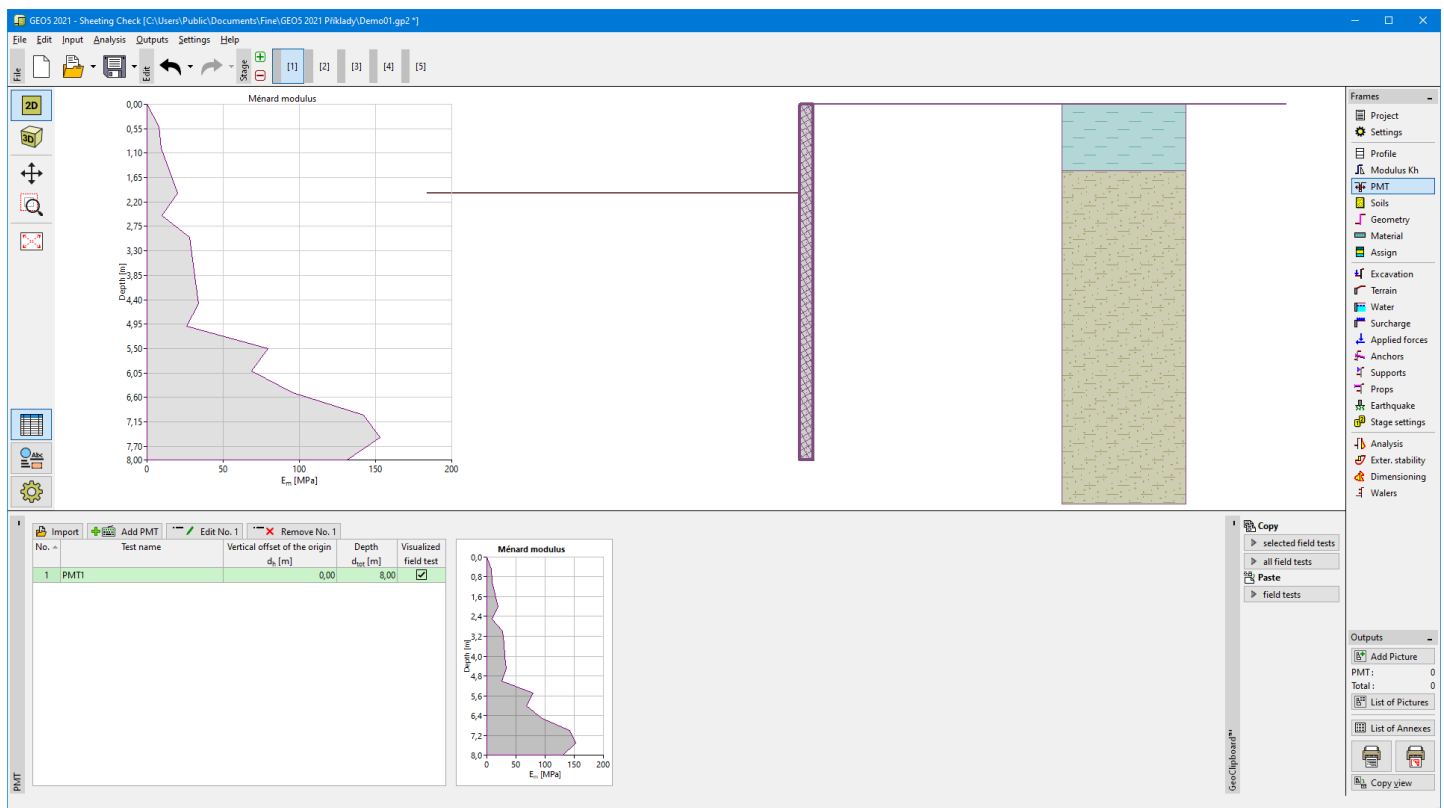 GEO5 2021 - Sheeting Check [C:\Users\Public\Documents\Fine\GEO5 2021 Příklady\Demo01.gp2 *]
File Edit Input Analysis Outputs Settings Help
File
Edit
Stage
[1] [2] [3] [4] [5]
2D
3D
Abc
Ménard modulus
0,00
0,55
1,10
1,65
2,20
2,75
3,30
3,85
4,40
4,95
5,50
6,05
6,60
7,15
7,70
8,00
Depth [m]
0 50 100 150 200
Em [MPa]
Frames
Project
Settings
Profile
Modulus Kh
PMT
Soils
Geometry
Material
Assign
Excavation
Terrain
Water
Surcharge
Applied forces
Anchors
Supports
Props
Earthquake
Stage settings
Analysis
Exter. stability
Dimensioning
Walers
PMT
Import Add PMT Edit No. 1 Remove No. 1
No. Test name Vertical offset of the origin Depth Visualized
dh [m] dtot [m] field test
1 PMT1 0,00 8,00
Ménard modulus
0,0
0,8
1,6
2,4
3,2
4,0
4,8
5,6
6,4
7,2
8,0
Depth [m]
0 50 100 150 200
Em [MPa]
GeoClipboard™
Copy
selected field tests
all field tests
Paste
field tests
Outputs
Add Picture
PMT : 0
Total : 0
List of Pictures
List of Annexes
Copy view